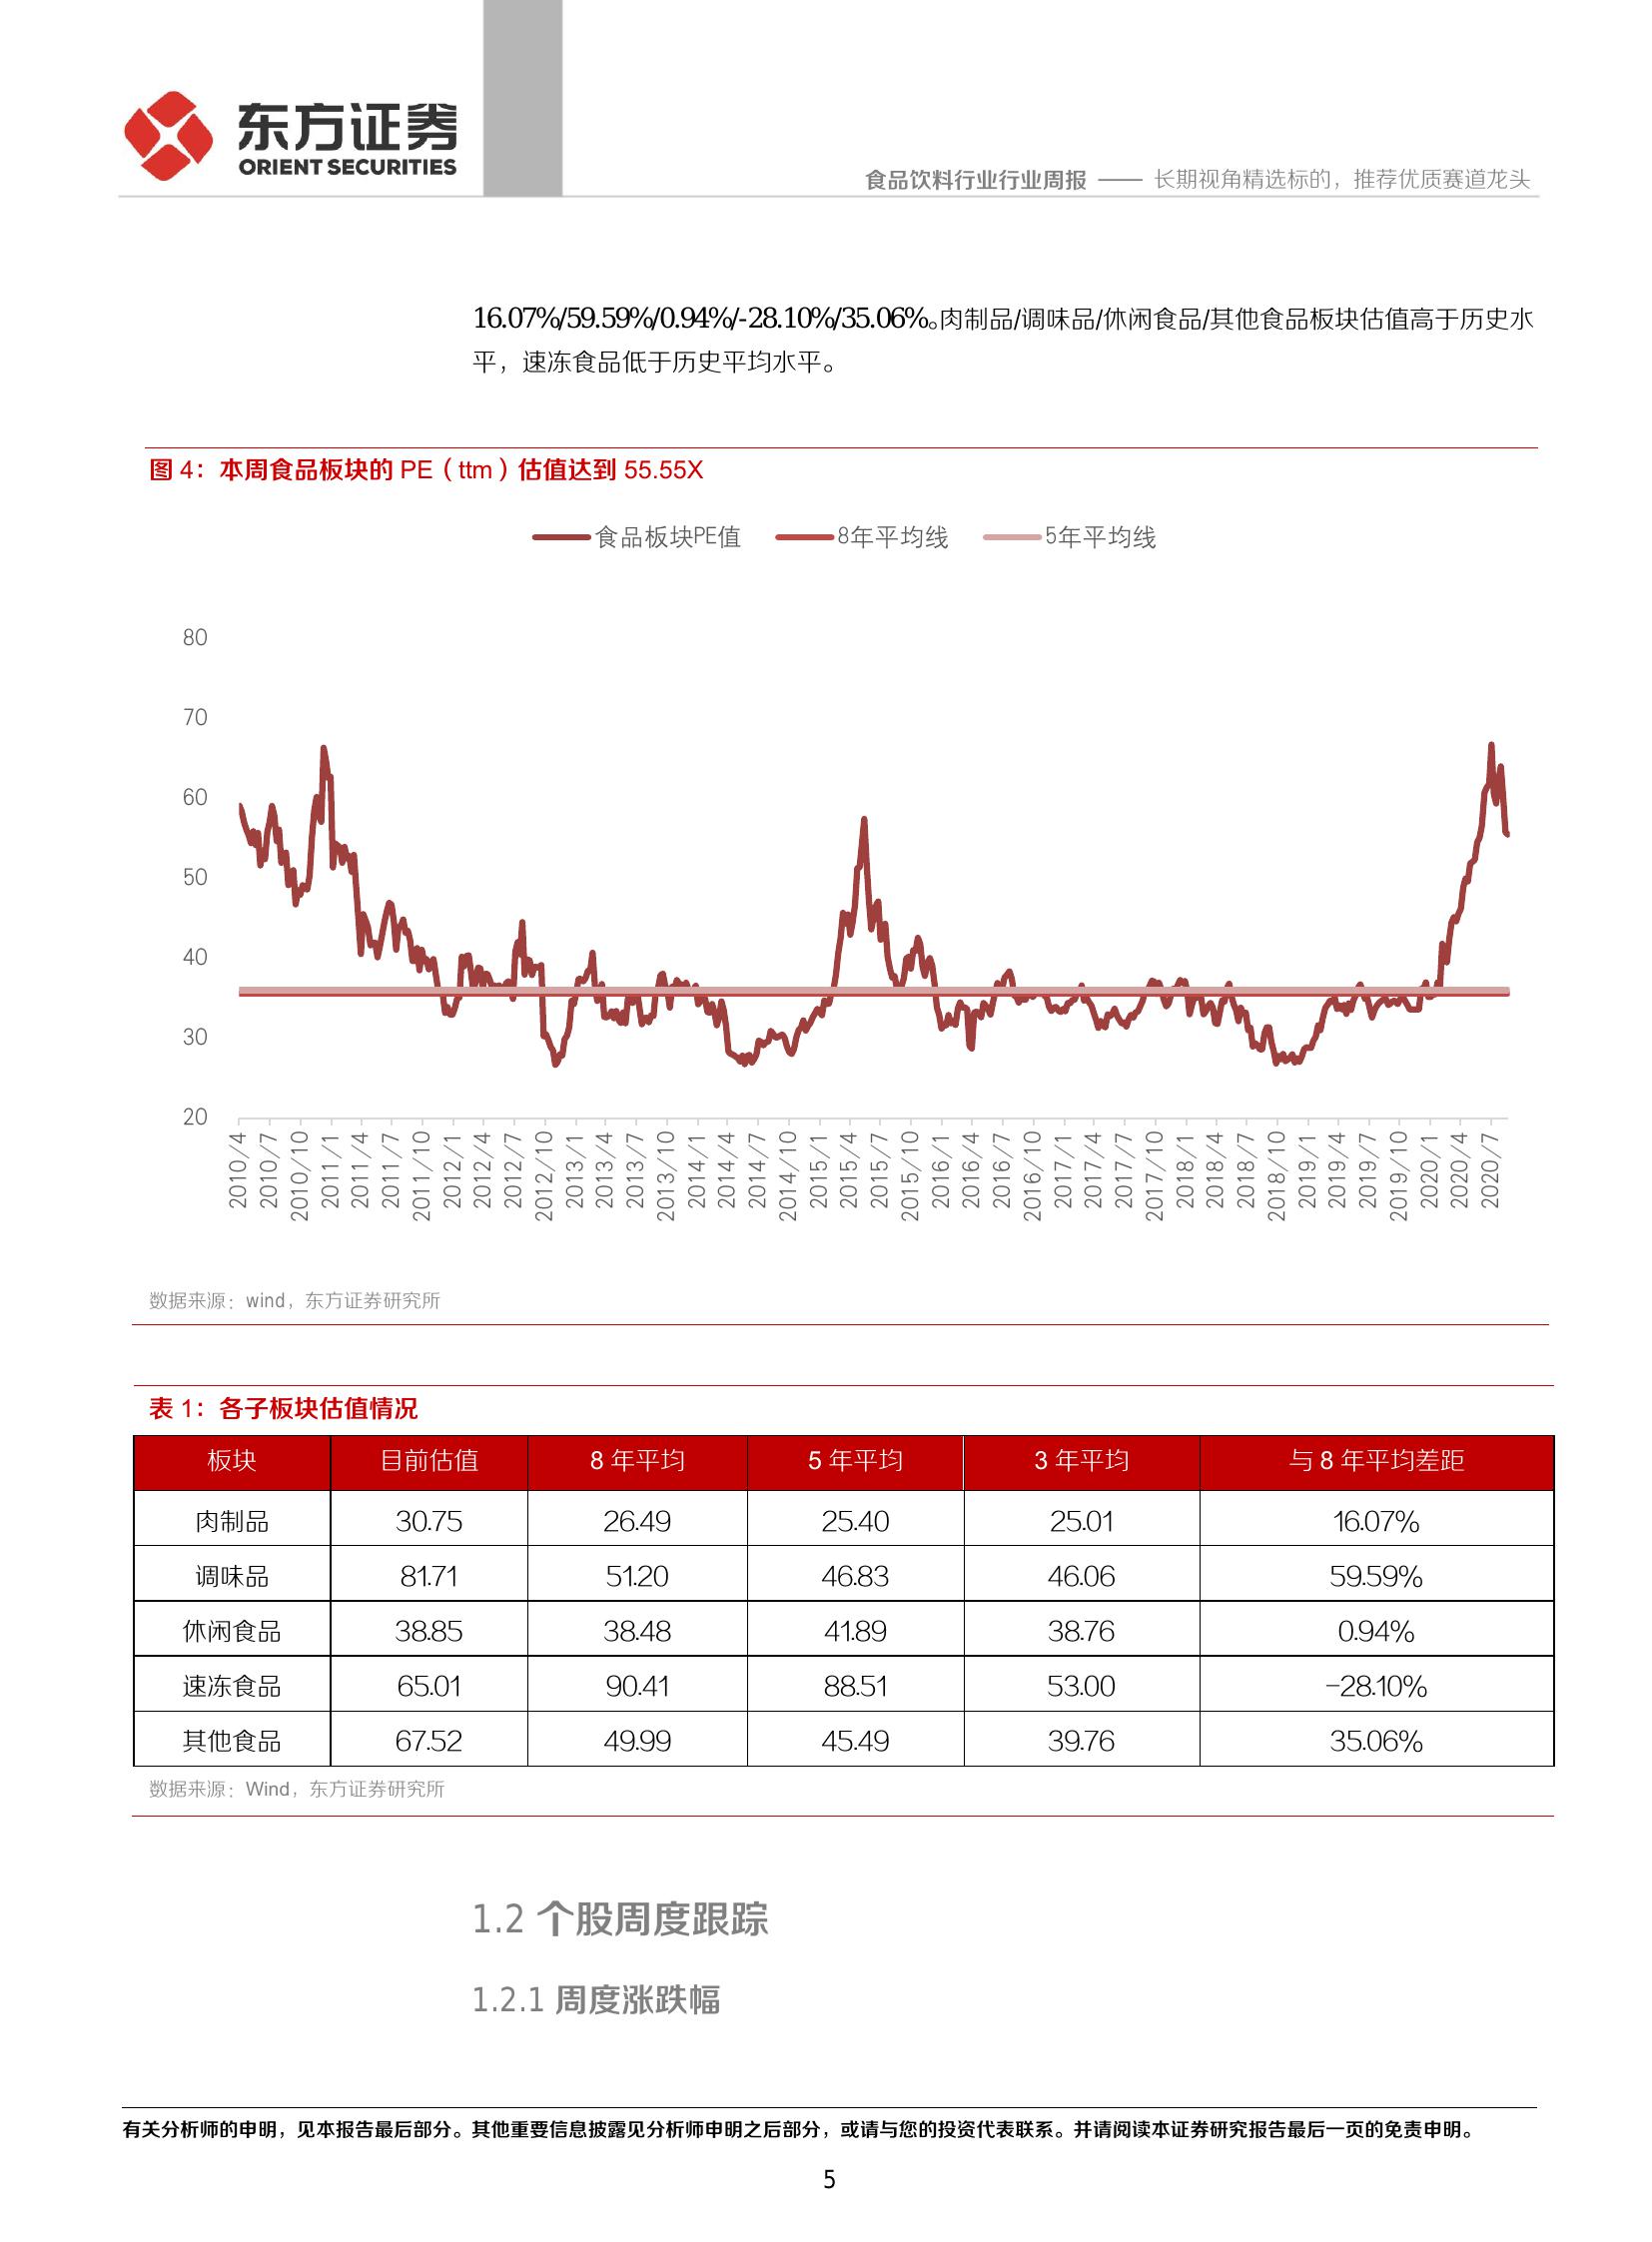 东方证券
ORIENT SECURITIES
食品饮料行业行业周报 —— 长期视角精选标的，推荐优质赛道龙头
16.07%/59.59%/0.94%/-28.10%/35.06%。肉制品/调味品/休闲食品/其他食品板块估值高于历史水
平，速冻食品低于历史平均水平。
图 4：本周食品板块的 PE（ttm）估值达到 55.55X
食品板块PE值 8年平均线 5年平均线
80
70
60
50
40
30
20
2010/4 2010/7 2010/10 2011/1 2011/4 2011/7 2011/10 2012/1 2012/4 2012/7 2012/10 2013/1 2013/4 2013/7 2013/10 2014/1 2014/4 2014/7 2014/10 2015/1 2015/4 2015/7 2015/10 2016/1 2016/4 2016/7 2016/10 2017/1 2017/4 2017/7 2017/10 2018/1 2018/4 2018/7 2018/10 2019/1 2019/4 2019/7 2019/10 2020/1 2020/4 2020/7
数据来源：wind，东方证券研究所
表 1：各子板块估值情况
板块 目前估值 8 年平均 5 年平均 3 年平均 与 8 年平均差距
肉制品 30.75 26.49 25.40 25.01 16.07%
调味品 81.71 51.20 46.83 46.06 59.59%
休闲食品 38.85 38.48 41.89 38.76 0.94%
速冻食品 65.01 90.41 88.51 53.00 -28.10%
其他食品 67.52 49.99 45.49 39.76 35.06%
数据来源：Wind，东方证券研究所
1.2 个股周度跟踪
1.2.1 周度涨跌幅
有关分析师的申明，见本报告最后部分。其他重要信息披露见分析师申明之后部分，或请与您的投资代表联系。并请阅读本证券研究报告最后一页的免责申明。
5